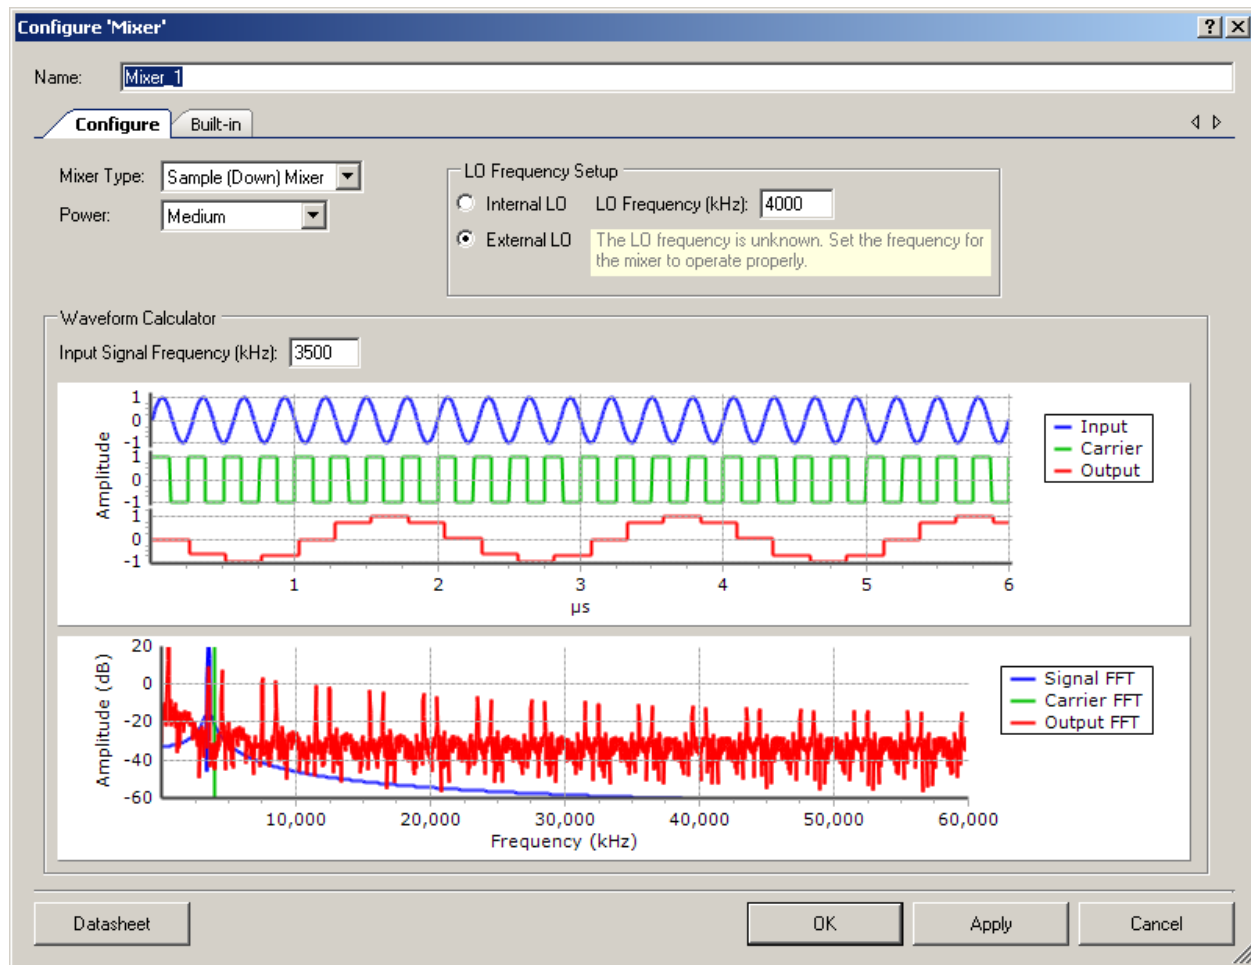 Configure 'Mixer'
Name: Mixer_1
Configure Built-in
Mixer Type: Sample (Down) Mixer
Power: Medium
LO Frequency Setup
Internal LO LO Frequency (kHz): 4000
External LO The LO frequency is unknown. Set the frequency for
the mixer to operate properly.
Waveform Calculator
Input Signal Frequency (kHz): 3500
Amplitude
1
0
-1
1
0
-1
1
0
-1
1 2 3 4 5 6
µs
Input
Carrier
Output
Amplitude (dB)
20
0
-20
-40
-60
10,000 20,000 30,000 40,000 50,000 60,000
Frequency (kHz)
Signal FFT
Carrier FFT
Output FFT
Datasheet OK Apply Cancel